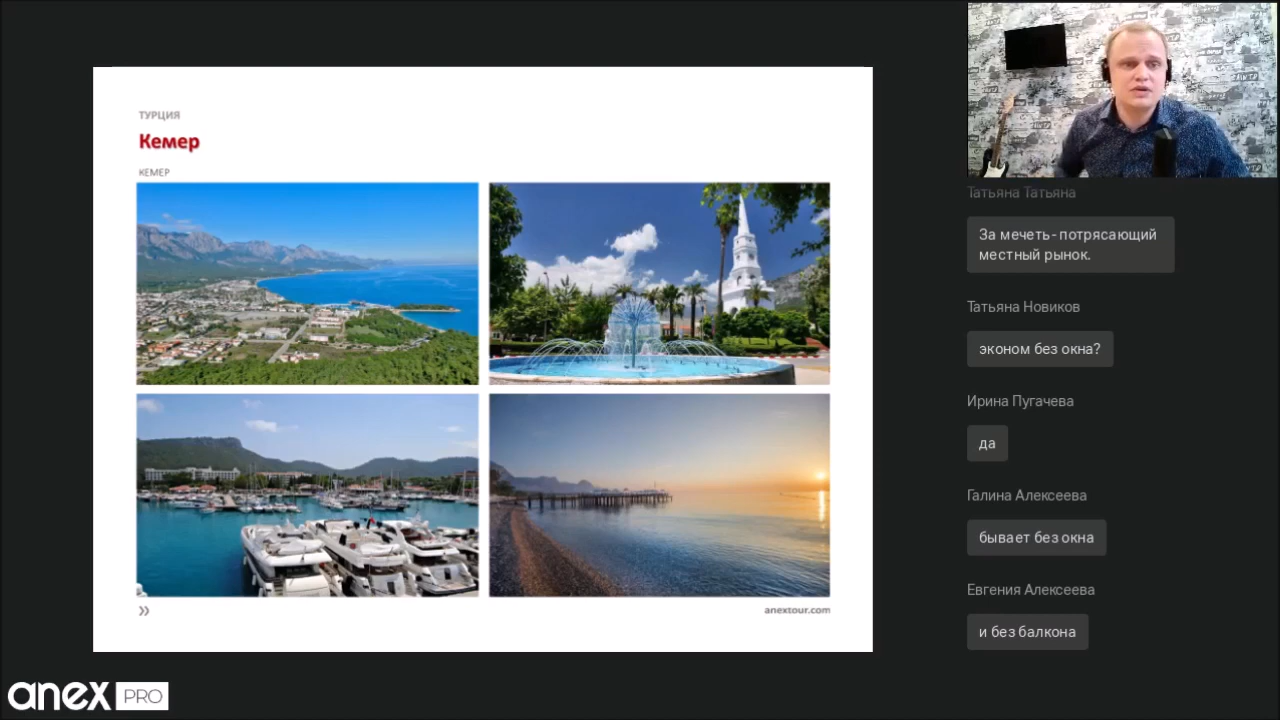 ТУРЦИЯ
Кемер
КЕМЕР
anextour.com
anex PRO
Татьяна Татьяна
За мечеть- потрясающий
местный рынок.
Татьяна Новиков
эконом без окна?
Ирина Пугачева
да
Галина Алексеева
бывает без окна
Евгения Алексеева
и без балкона